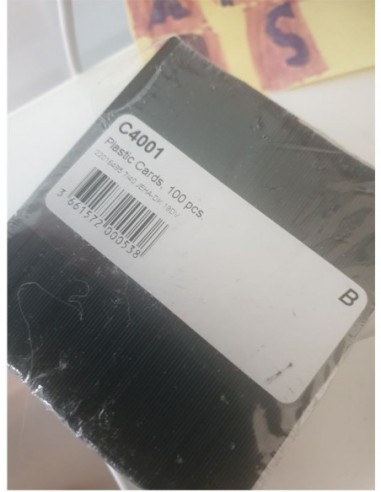 C4001
Plastic Cards, 100 pcs.
3 661572 000538
B
S